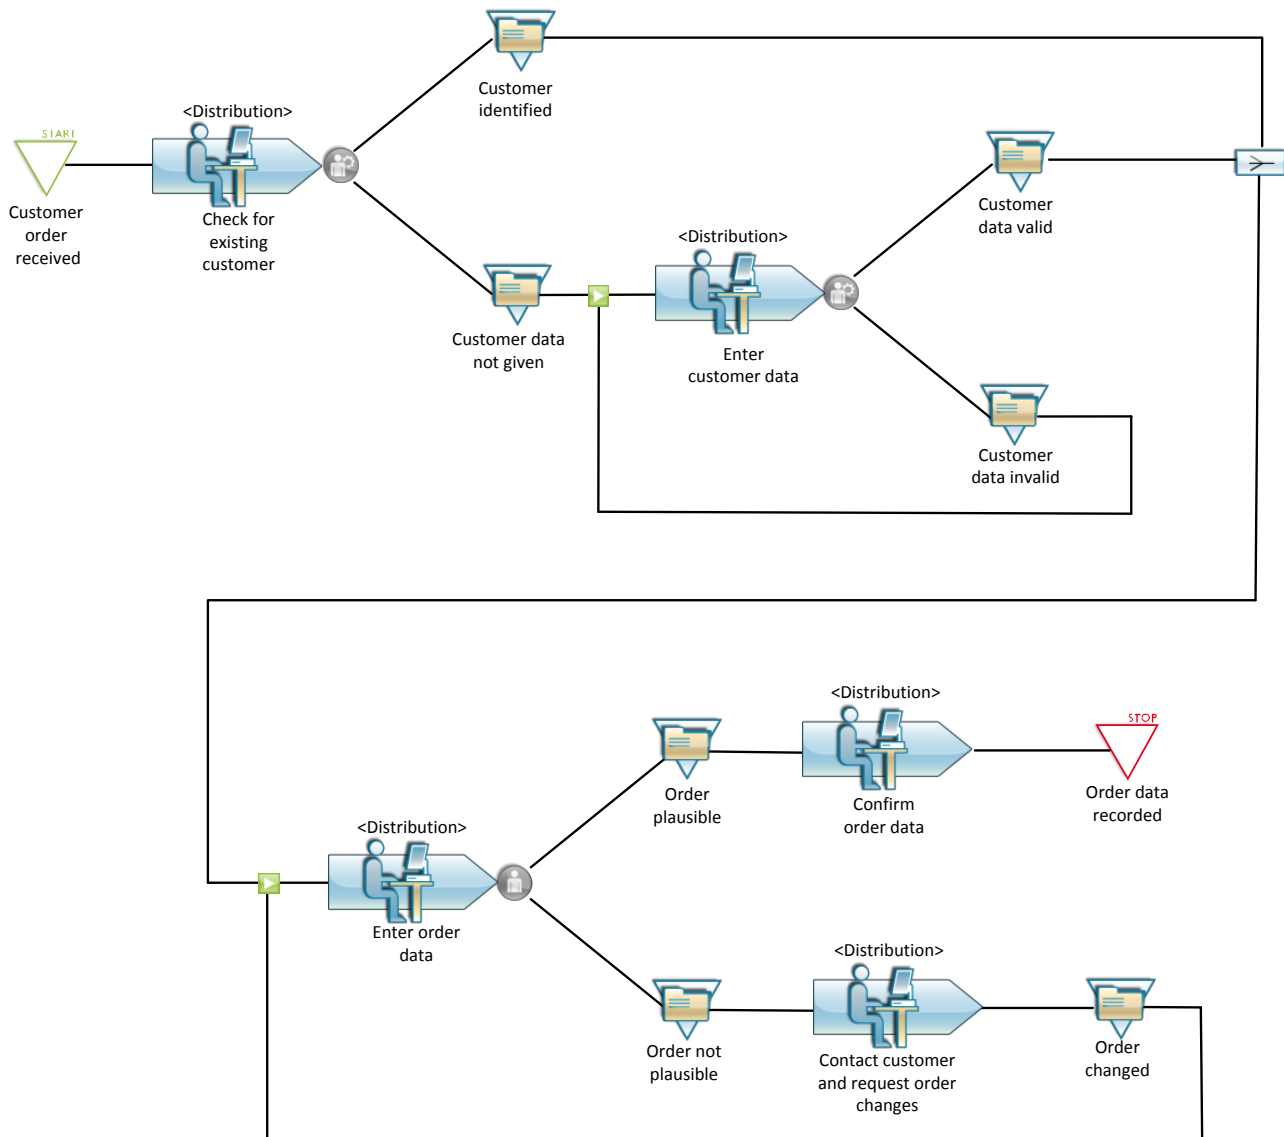 Customer
identified
<Distribution>
START
Customer
order
received
Check for
existing
customer
Customer
data valid
<Distribution>
Customer data
not given
Enter
customer data
Customer
data invalid
<Distribution>
STOP
Order
plausible
Confirm
order data
Order data
recorded
<Distribution>
Enter order
data
<Distribution>
Order not
plausible
Contact customer
and request order
changes
Order
changed